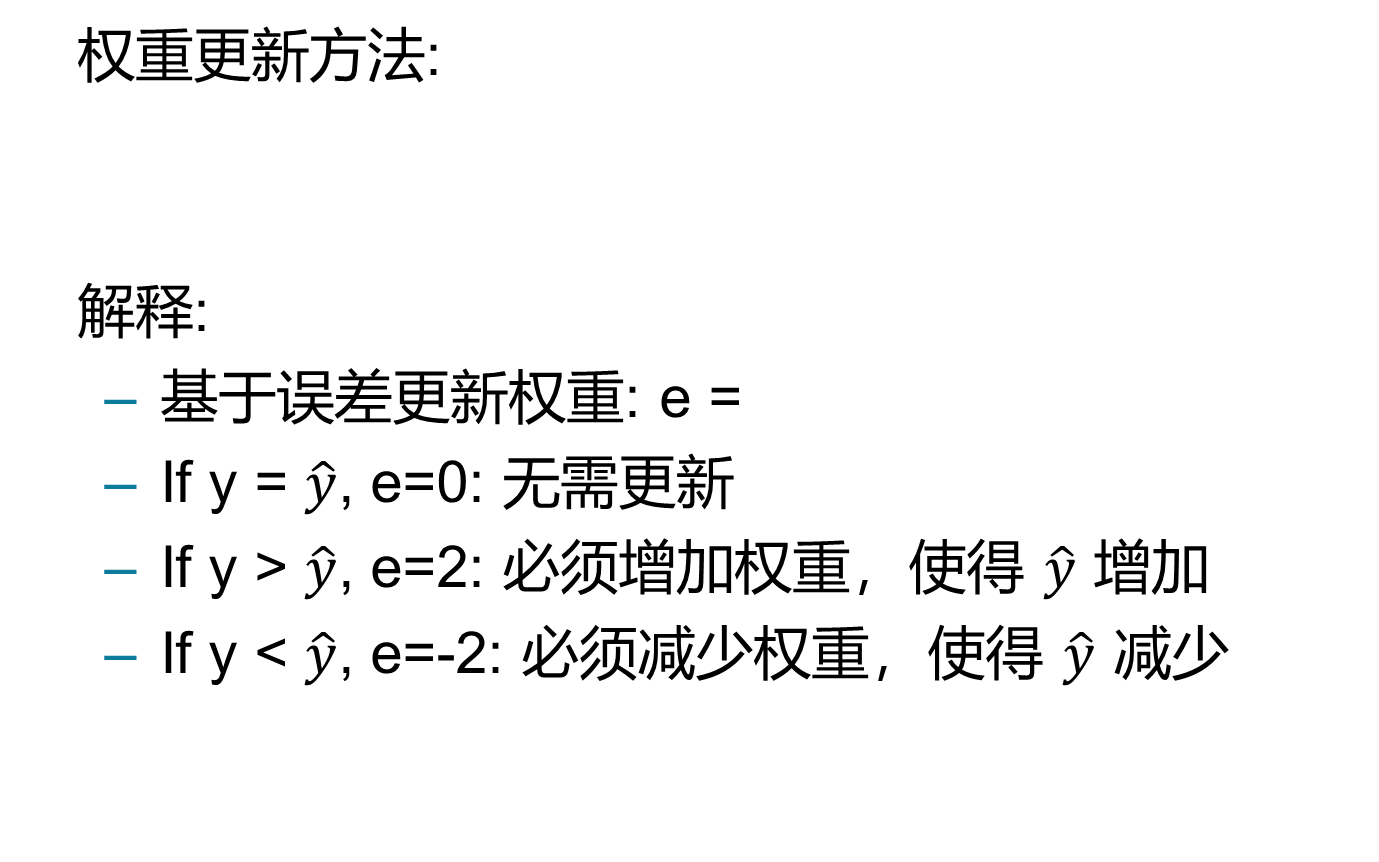 权重更新方法:
解释:
– 基于误差更新权重: e =
– If y = ŷ, e=0: 无需更新
– If y > ŷ, e=2: 必须增加权重，使得 ŷ 增加
– If y < ŷ, e=-2: 必须减少权重，使得 ŷ 减少